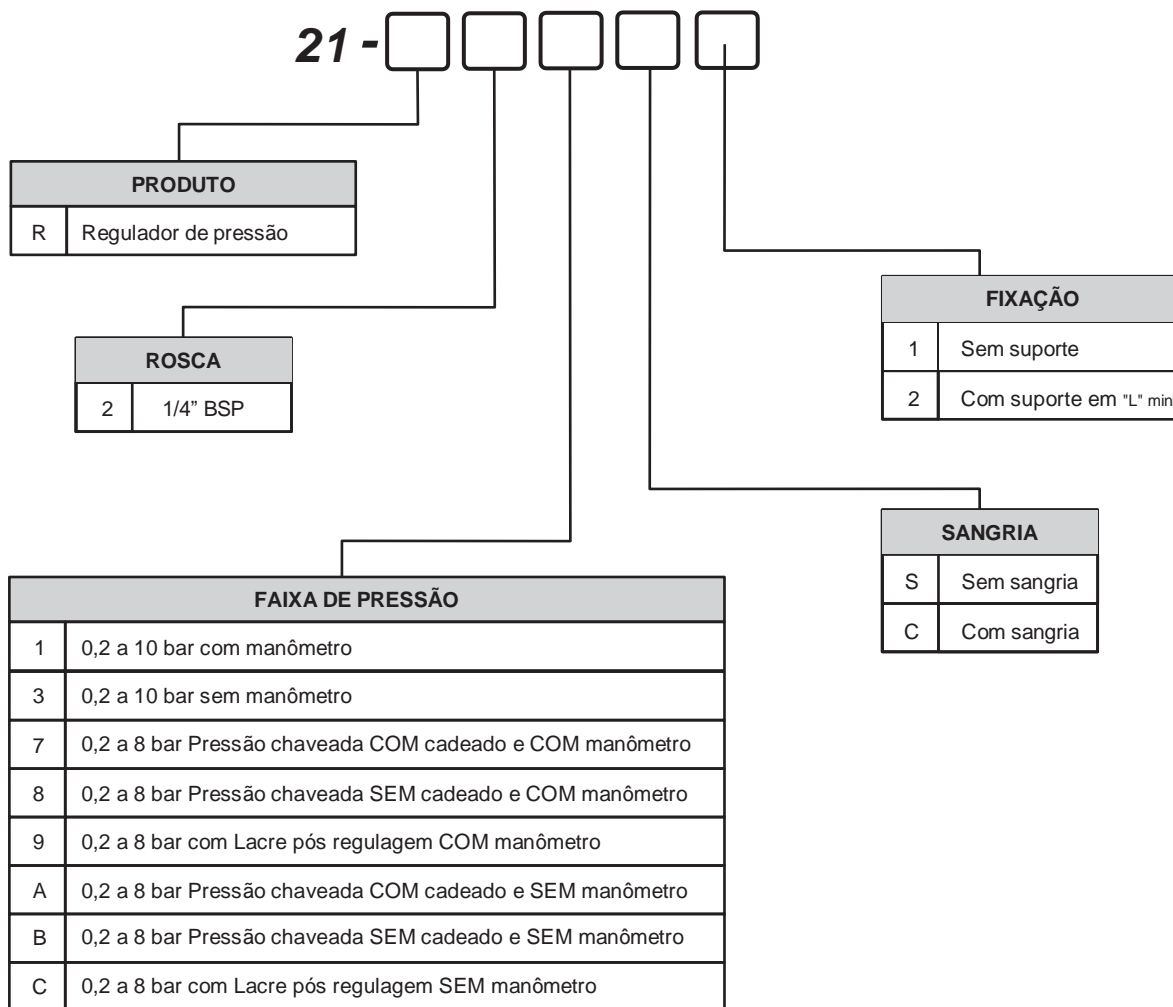 21 -
PRODUTO
R Regulador de pressão
ROSCA
2 1/4” BSP
FIXAÇÃO
1 Sem suporte
2 Com suporte em "L" mini
SANGRIA
S Sem sangria
C Com sangria
FAIXA DE PRESSÃO
1 0,2 a 10 bar com manômetro
3 0,2 a 10 bar sem manômetro
7 0,2 a 8 bar Pressão chaveada COM cadeado e COM manômetro
8 0,2 a 8 bar Pressão chaveada SEM cadeado e COM manômetro
9 0,2 a 8 bar com Lacre pós regulagem COM manômetro
A 0,2 a 8 bar Pressão chaveada COM cadeado e SEM manômetro
B 0,2 a 8 bar Pressão chaveada SEM cadeado e SEM manômetro
C 0,2 a 8 bar com Lacre pós regulagem SEM manômetro